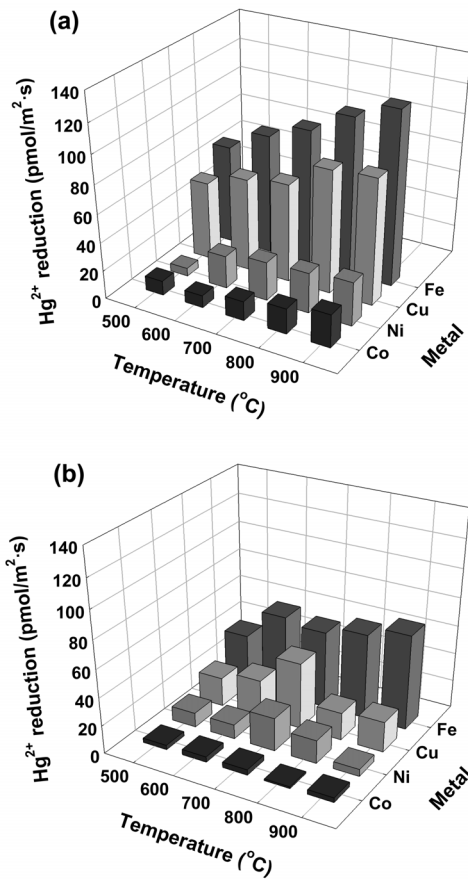 (a)
Hg²⁺ reduction (pmol/m²·s)
140
120
100
80
60
40
20
0
500
600
700
800
900
Temperature (°C)
Fe
Cu
Ni
Co
Metal
(b)
Hg²⁺ reduction (pmol/m²·s)
140
120
100
80
60
40
20
0
500
600
700
800
900
Temperature (°C)
Fe
Cu
Ni
Co
Metal